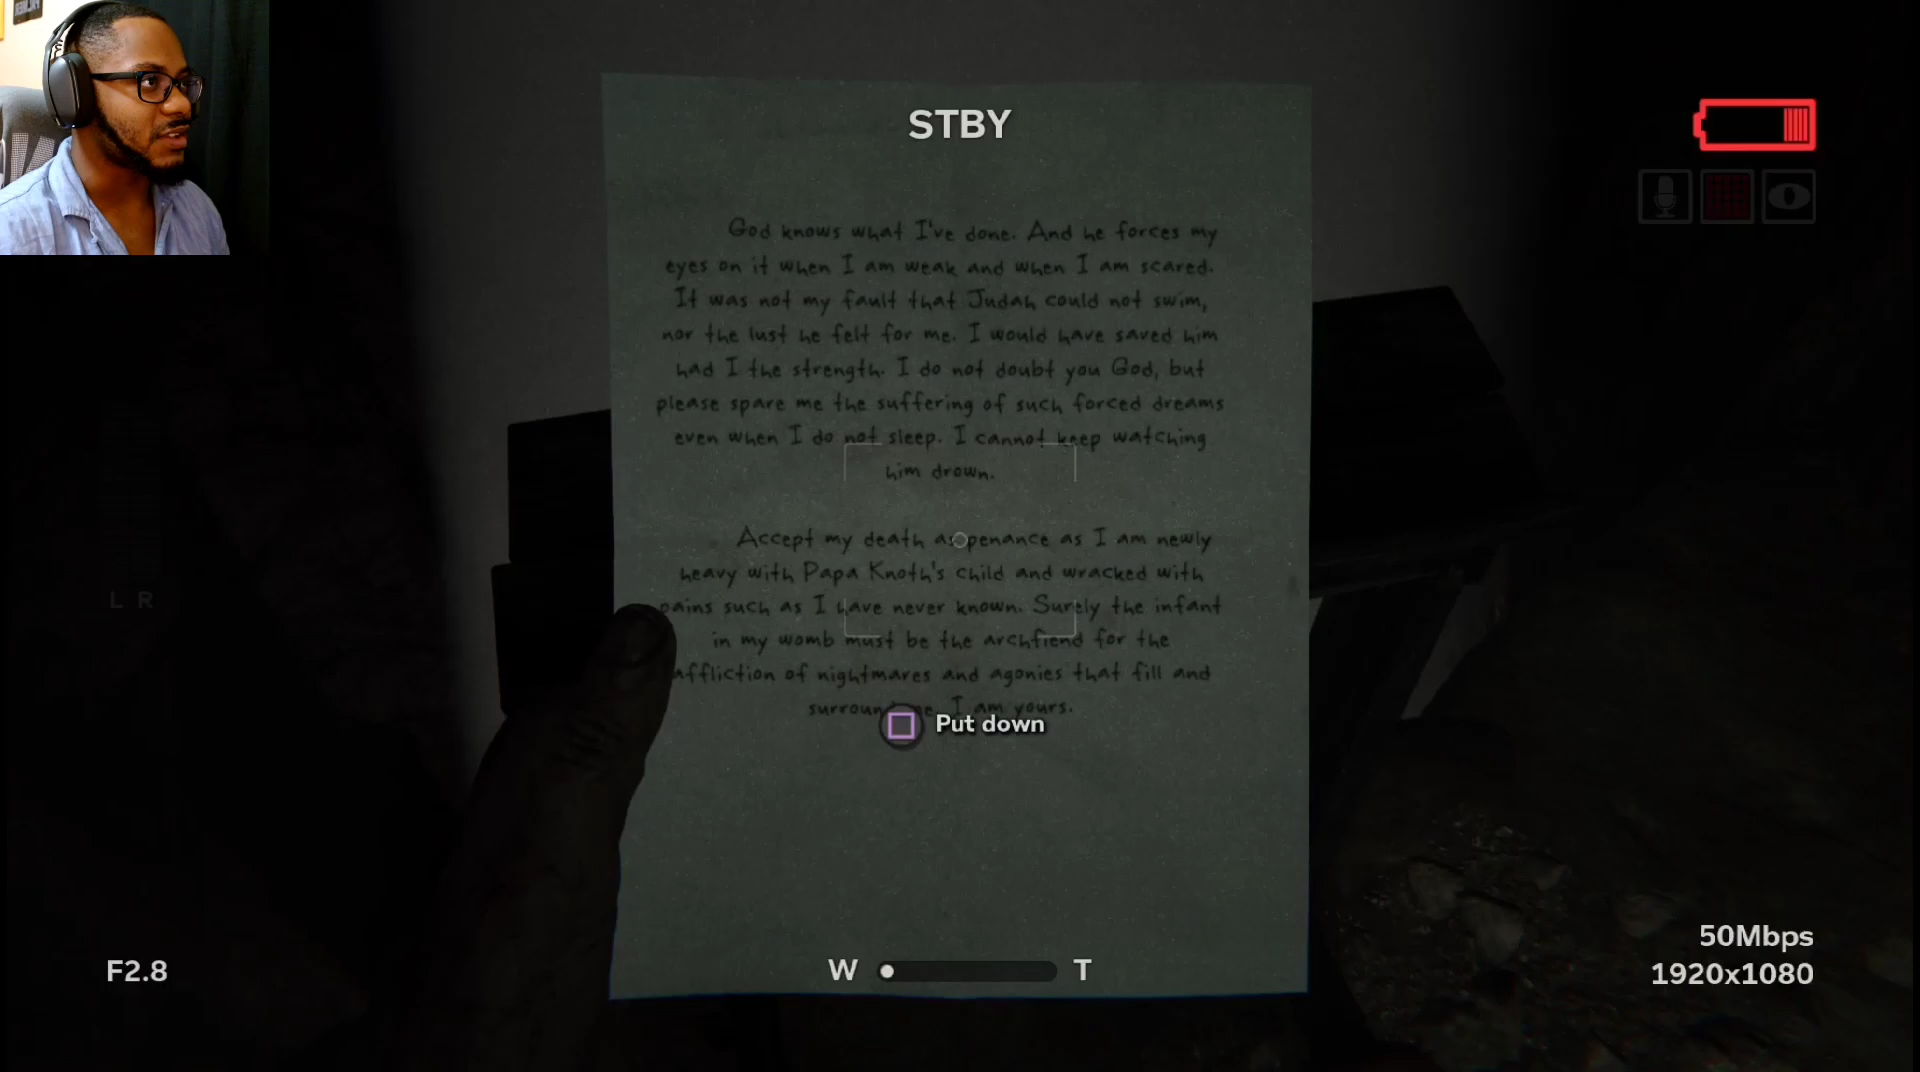 STBY
God knows what I've done. And he forces my
eyes on it when I am weak and when I am scared.
It was not my fault that Judah could not swim,
nor the lust he felt for me. I would have saved him
had I the strength. I do not doubt you God, but
please spare me the suffering of such forced dreams
even when I do not sleep. I cannot keep watching
him drown.
Accept my death as penance as I am newly
heavy with Papa Knoth's child and wracked with
pains such as I have never known. Surely the infant
in my womb must be the archfiend for the
affliction of nightmares and agonies that fill and
surround me. I am yours.
Put down
L R
F2.8
W T
50Mbps
1920x1080